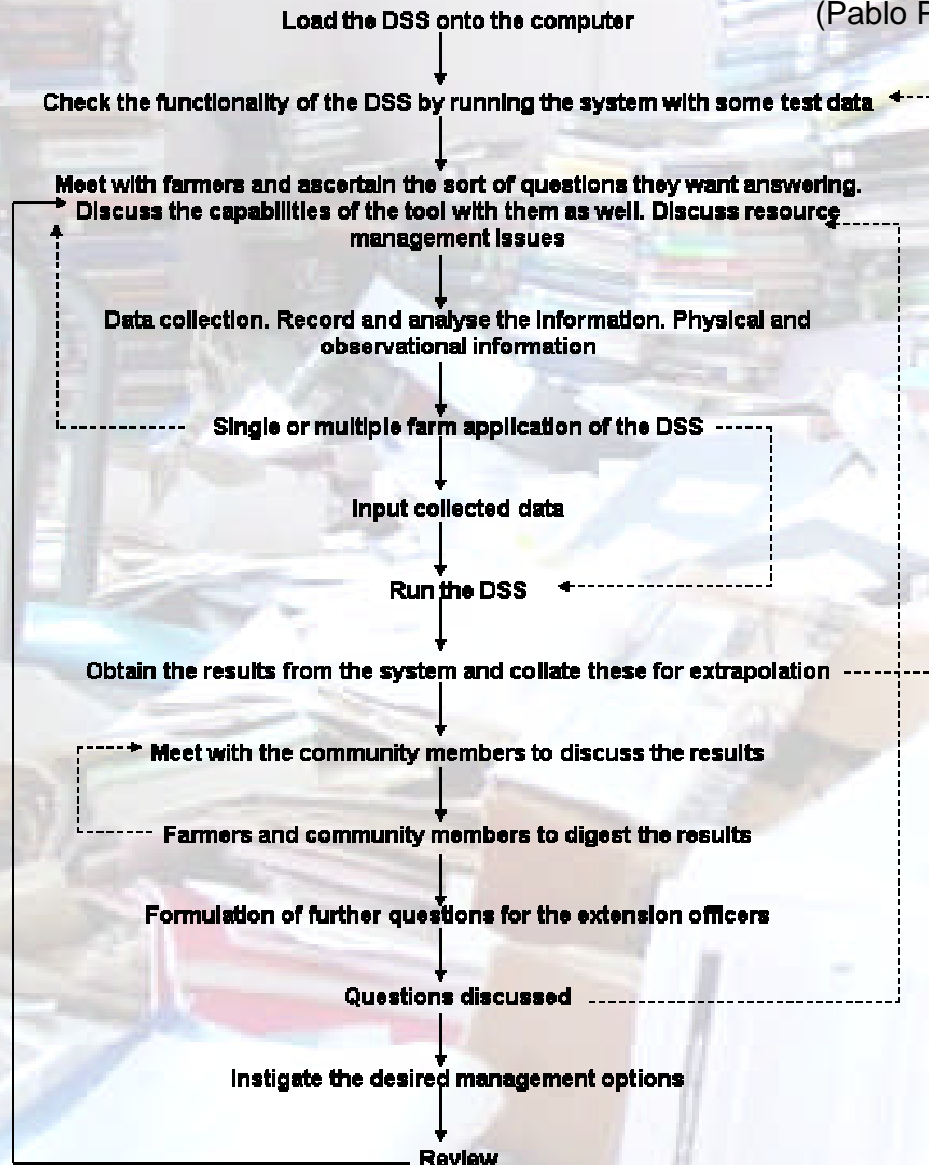 Load the DSS onto the computer
(Pablo
Check the functionality of the DSS by running the system with some test data
Meet with farmers and ascertain the sort of questions they want answering.
Discuss the capabilities of the tool with them as well. Discuss resource
management issues
Data collection. Record and analyse the information. Physical and
observational information
Single or multiple farm application of the DSS
Input collected data
Run the DSS
Obtain the results from the system and collate these for extrapolation
Meet with the community members to discuss the results
Farmers and community members to digest the results
Formulation of further questions for the extension officers
Questions discussed
Instigate the desired management options
Review